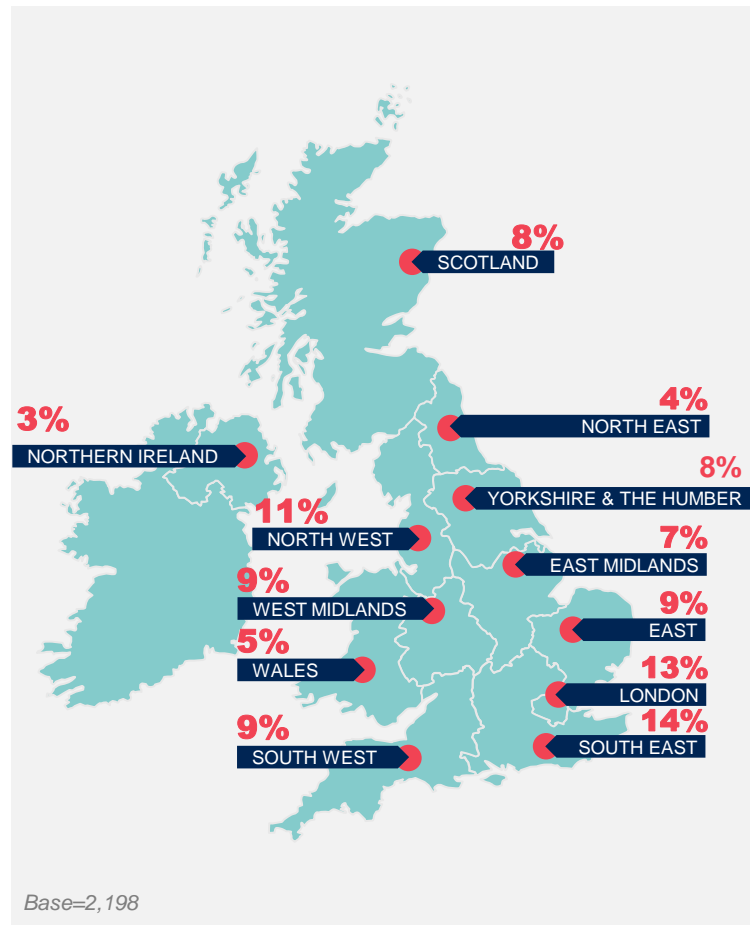 8%
SCOTLAND
4%
NORTH EAST
3%
NORTHERN IRELAND
8%
YORKSHIRE & THE HUMBER
11%
NORTH WEST
7%
EAST MIDLANDS
9%
WEST MIDLANDS
9%
EAST
5%
WALES
13%
LONDON
14%
SOUTH EAST
9%
SOUTH WEST
Base=2,198